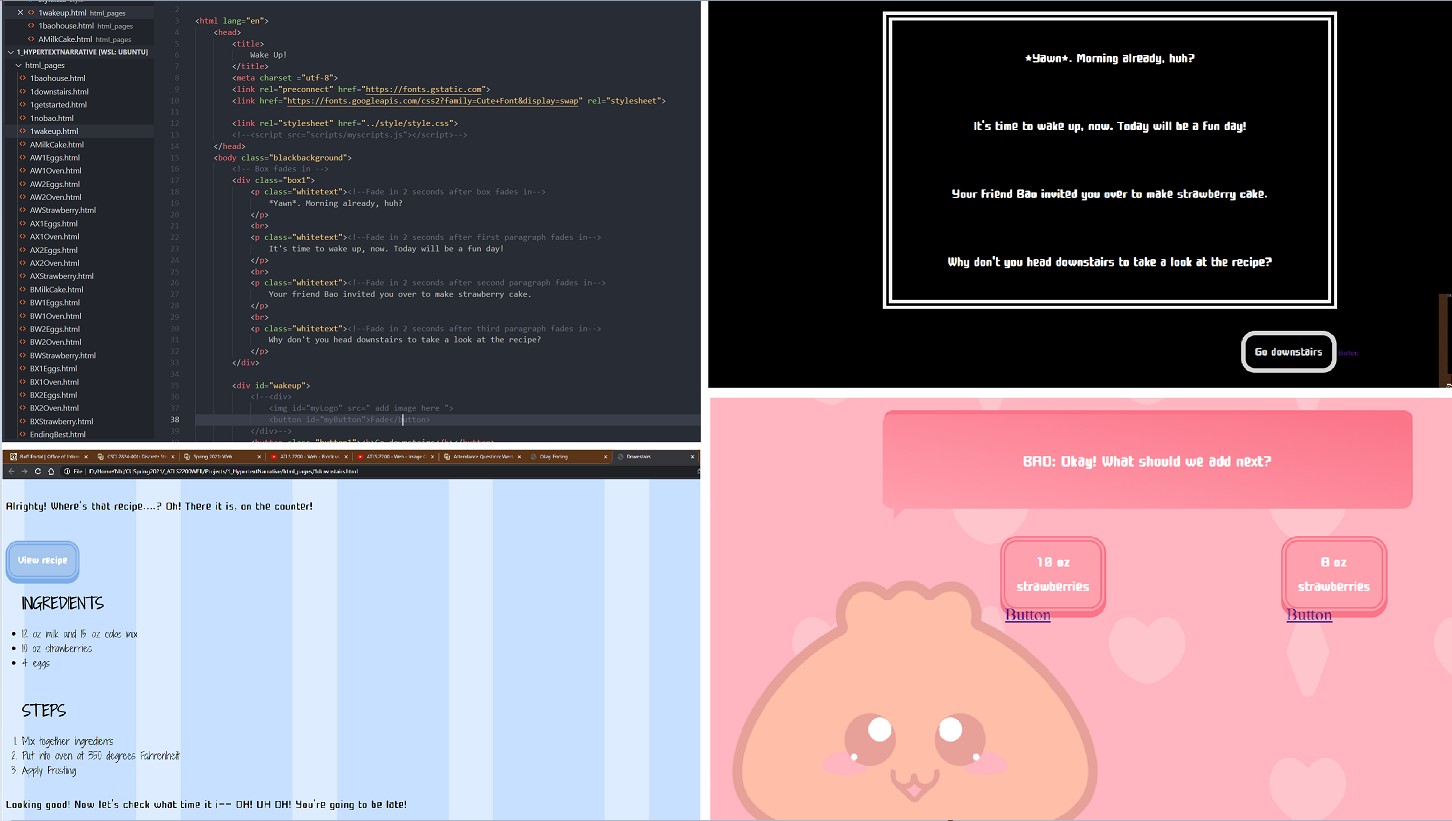 1wakeup.html html_pages
1baohouse.html html_pages
AMilkCake.html html_pages
1_HYPERTEXTNARRATIVE [WSL: UBUNTU]
html_pages
1baohouse.html
1downstairs.html
1getstarted.html
1nobao.html
1wakeup.html
AMilkCake.html
AW1Eggs.html
AW1Oven.html
AW2Eggs.html
AW2Oven.html
AWStrawberry.html
AX1Eggs.html
AX1Oven.html
AX2Eggs.html
AX2Oven.html
AXStrawberry.html
BMilkCake.html
BW1Eggs.html
BW1Oven.html
BW2Eggs.html
BW2Oven.html
BWStrawberry.html
BX1Eggs.html
BX1Oven.html
BX2Eggs.html
BX2Oven.html
BXStrawberry.html
EndingBest.html
2
3 <html lang="en">
4 <head>
5 <title>
6 Wake Up!
7 </title>
8 <meta charset ="utf-8">
9 <link rel="preconnect" href="https://fonts.gstatic.com">
10 <link href="https://fonts.googleapis.com/css2?family=Cute+Font&display=swap" rel="stylesheet">
11
12 <link rel="stylesheet" href="../style/style.css">
13 <!--<script src="scripts/myscripts.js"></script>-->
14 </head>
15 <body class="blackbackground">
16 <!-- Box fades in -->
17 <div class="box1">
18 <p class="whitetext"><!--Fade in 2 seconds after box fades in-->
19 *Yawn*. Morning already, huh?
20 </p>
21 <br>
22 <p class="whitetext"><!--Fade in 2 seconds after first paragraph fades in-->
23 It's time to wake up, now. Today will be a fun day!
24 </p>
25 <br>
26 <p class="whitetext"><!--Fade in 2 seconds after second paragraph fades in-->
27 Your friend Bao invited you over to make strawberry cake.
28 </p>
29 <br>
30 <p class="whitetext"><!--Fade in 2 seconds after third paragraph fades in-->
31 Why don't you head downstairs to take a look at the recipe?
32 </p>
33 </div>
34
35 <div id="wakeup">
36 <!--<div>
37 <img id="myLogo" src=" add image here ">
38 <button id="myButton">Fade</button>
39 </div>-->
*Yawn*. Morning already, huh?
It's time to wake up, now. Today will be a fun day!
Your friend Bao invited you over to make strawberry cake.
Why don't you head downstairs to take a look at the recipe?
Go downstairs
Button
Spring 2021: Web
Okay, Frosting
Downstairs
File
Alrighty! Where's that recipe....? Oh! There it is, on the counter!
View recipe
INGREDIENTS
12 oz milk and 15 oz cake mix
10 oz strawberries
4 eggs
STEPS
1. Mix together ingredients
2. Put into oven at 350 degrees Fahrenheit
3. Apply Frosting
Looking good! Now let's check what time it i-- OH! UH OH! You're going to be late!
BAO: Okay! What should we add next?
10 oz
strawberries
Button
8 oz
strawberries
Button